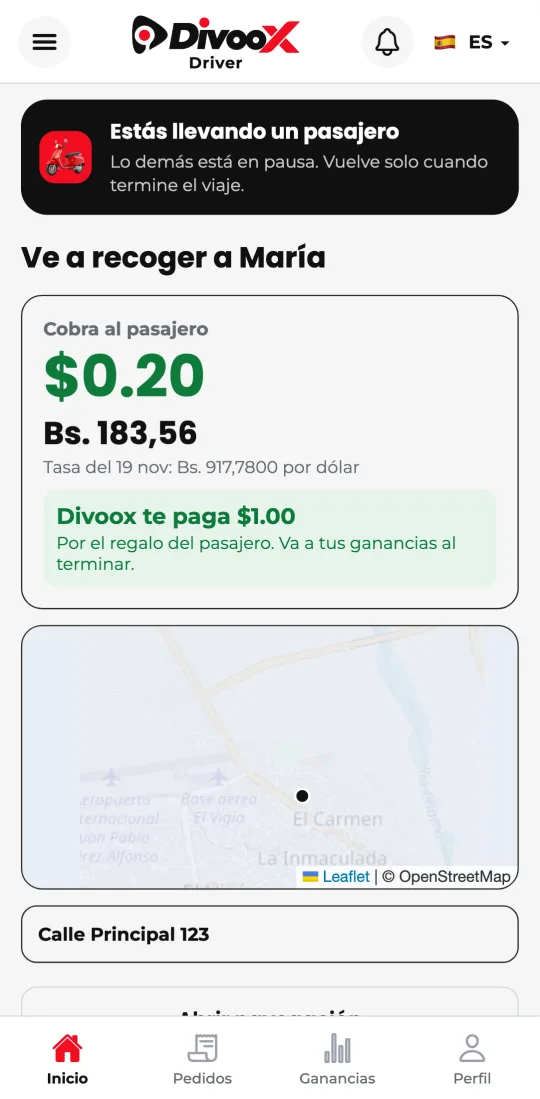 DivooX
Driver
ES
Estás llevando un pasajero
Lo demás está en pausa. Vuelve solo cuando
termine el viaje.
Ve a recoger a María
Cobra al pasajero
$0.20
Bs. 183,56
Tasa del 19 nov: Bs. 917,7800 por dólar
Divoox te paga $1.00
Por el regalo del pasajero. Va a tus ganancias al
terminar.
Base aérea
El Vigía
El Carmen
La Inmaculada
Leaflet | © OpenStreetMap
Calle Principal 123
Inicio
Pedidos
Ganancias
Perfil